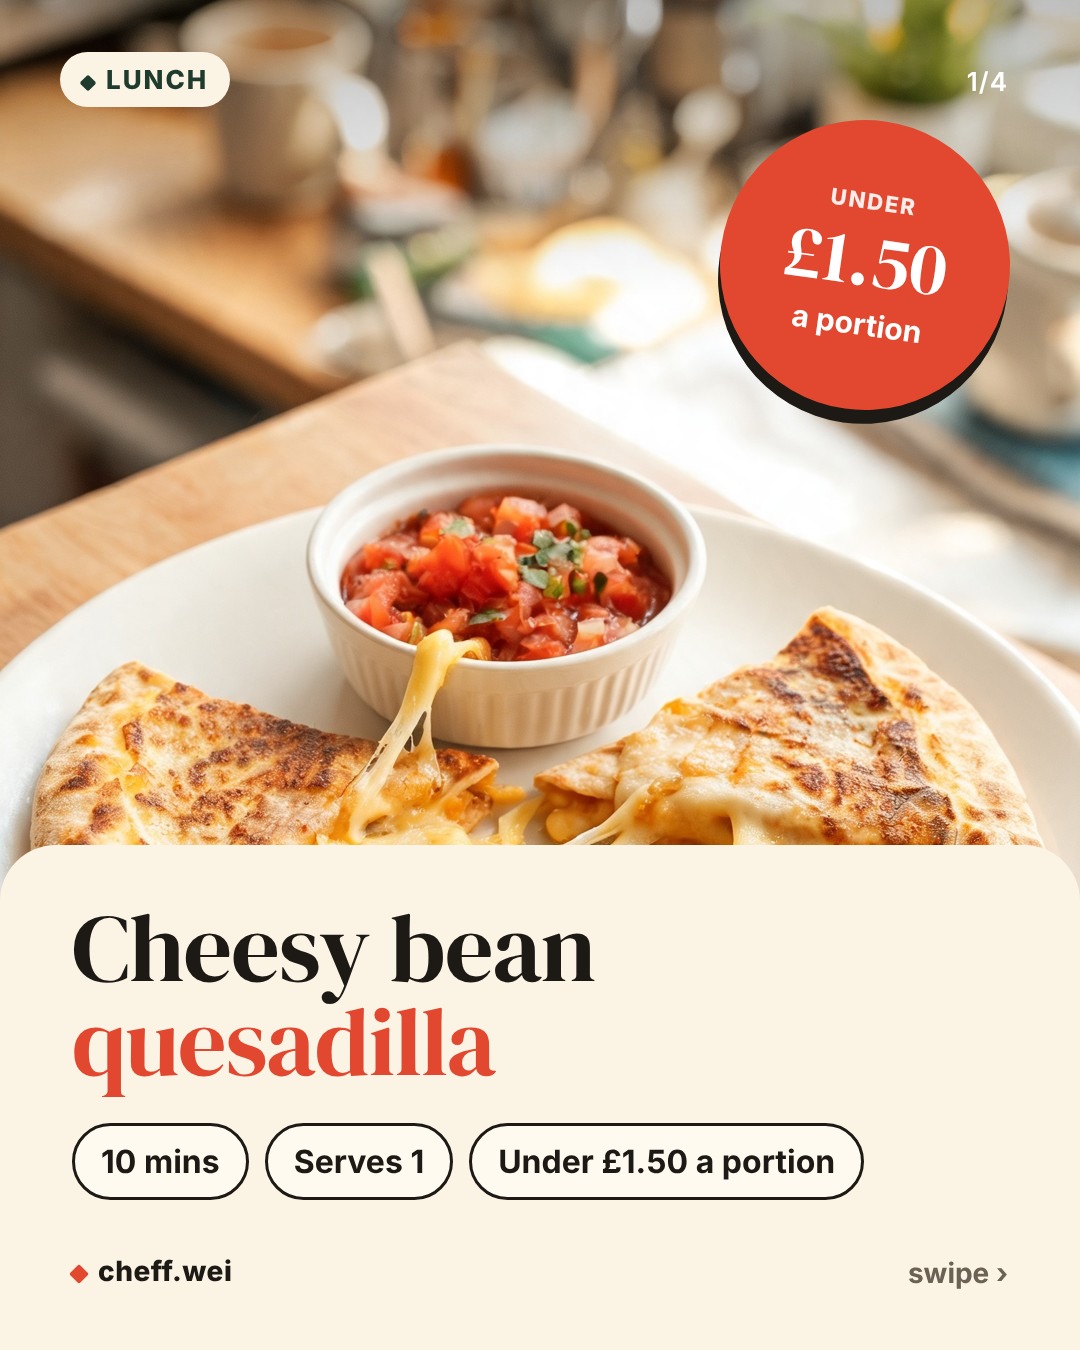 LUNCH
1/4
UNDER
£1.50
a portion
Cheesy bean
quesadilla
10 mins
Serves 1
Under £1.50 a portion
cheff.wei
swipe ›